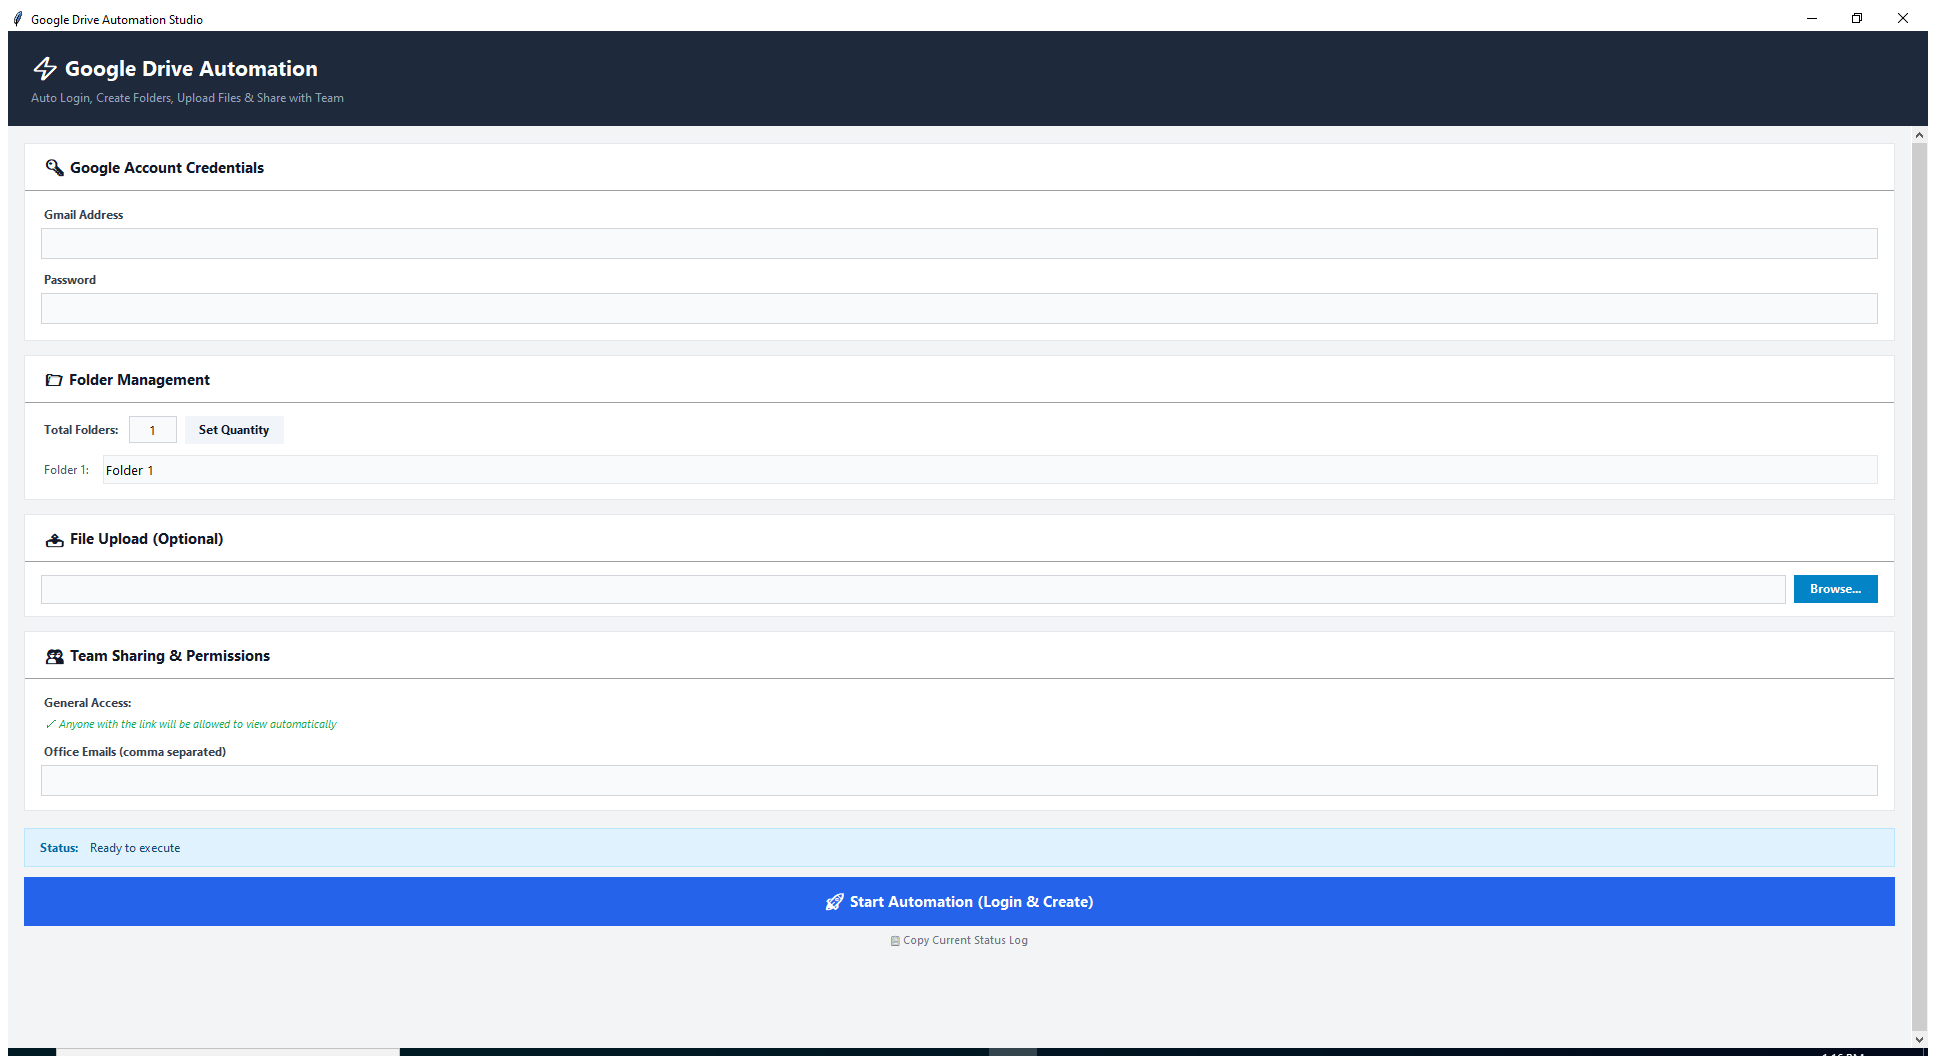 Google Drive Automation Studio
Google Drive Automation
Auto Login, Create Folders, Upload Files & Share with Team
Google Account Credentials
Gmail Address
Password
Folder Management
Total Folders: 1 Set Quantity
Folder 1: Folder 1
File Upload (Optional)
Browse...
Team Sharing & Permissions
General Access:
✓ Anyone with the link will be allowed to view automatically
Office Emails (comma separated)
Status: Ready to execute
Start Automation (Login & Create)
Copy Current Status Log